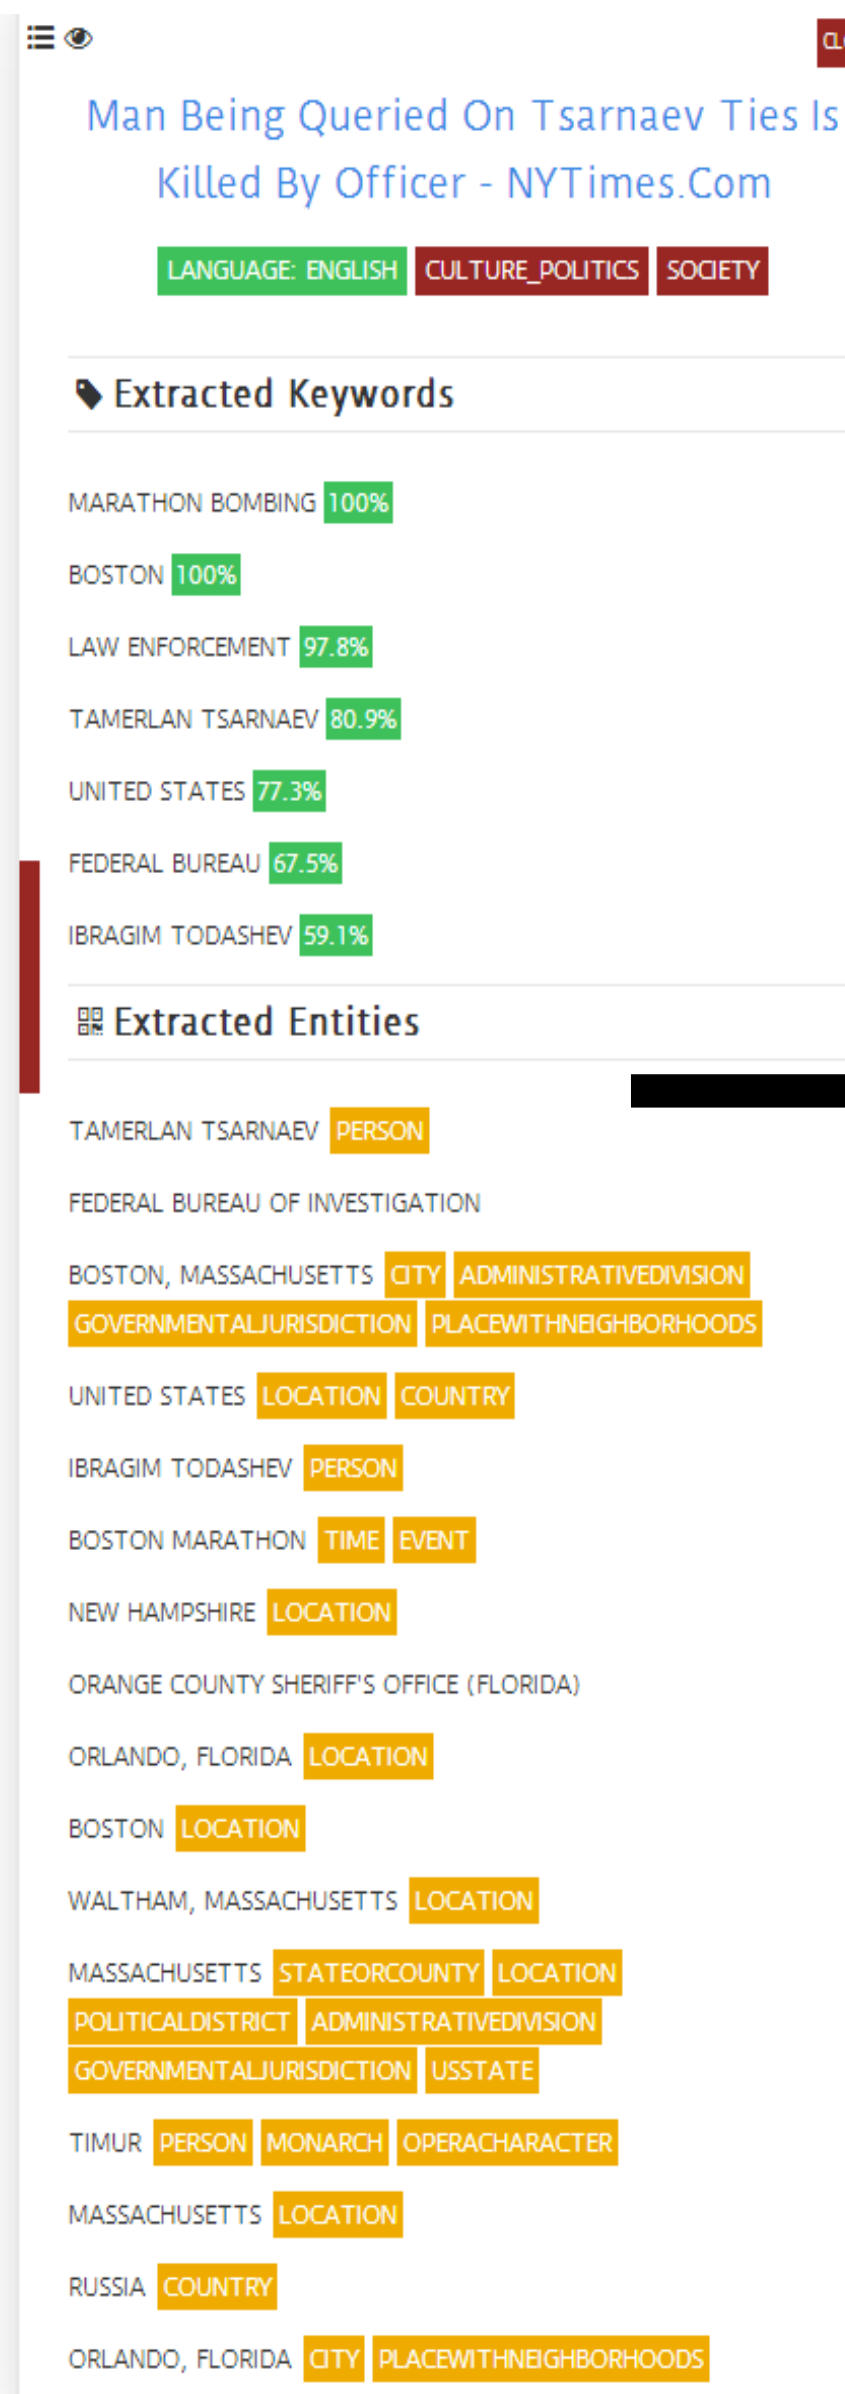 Man Being Queried On Tsarnaev Ties Is
Killed By Officer - NYTimes.Com
LANGUAGE: ENGLISH CULTURE_POLITICS SOCIETY
Extracted Keywords
MARATHON BOMBING 100%
BOSTON 100%
LAW ENFORCEMENT 97.8%
TAMERLAN TSARNAEV 80.9%
UNITED STATES 77.3%
FEDERAL BUREAU 67.5%
IBRAGIM TODASHEV 59.1%
Extracted Entities
TAMERLAN TSARNAEV PERSON
FEDERAL BUREAU OF INVESTIGATION
BOSTON, MASSACHUSETTS CITY ADMINISTRATIVEDIVISION
GOVERNMENTALJURISDICTION PLACEWITHNEIGHBORHOODS
UNITED STATES LOCATION COUNTRY
IBRAGIM TODASHEV PERSON
BOSTON MARATHON TIME EVENT
NEW HAMPSHIRE LOCATION
ORANGE COUNTY SHERIFF'S OFFICE (FLORIDA)
ORLANDO, FLORIDA LOCATION
BOSTON LOCATION
WALTHAM, MASSACHUSETTS LOCATION
MASSACHUSETTS STATEORCOUNTY LOCATION
POLITICALDISTRICT ADMINISTRATIVEDIVISION
GOVERNMENTALJURISDICTION USSTATE
TIMUR PERSON MONARCH OPERACHARACTER
MASSACHUSETTS LOCATION
RUSSIA COUNTRY
ORLANDO, FLORIDA CITY PLACEWITHNEIGHBORHOODS